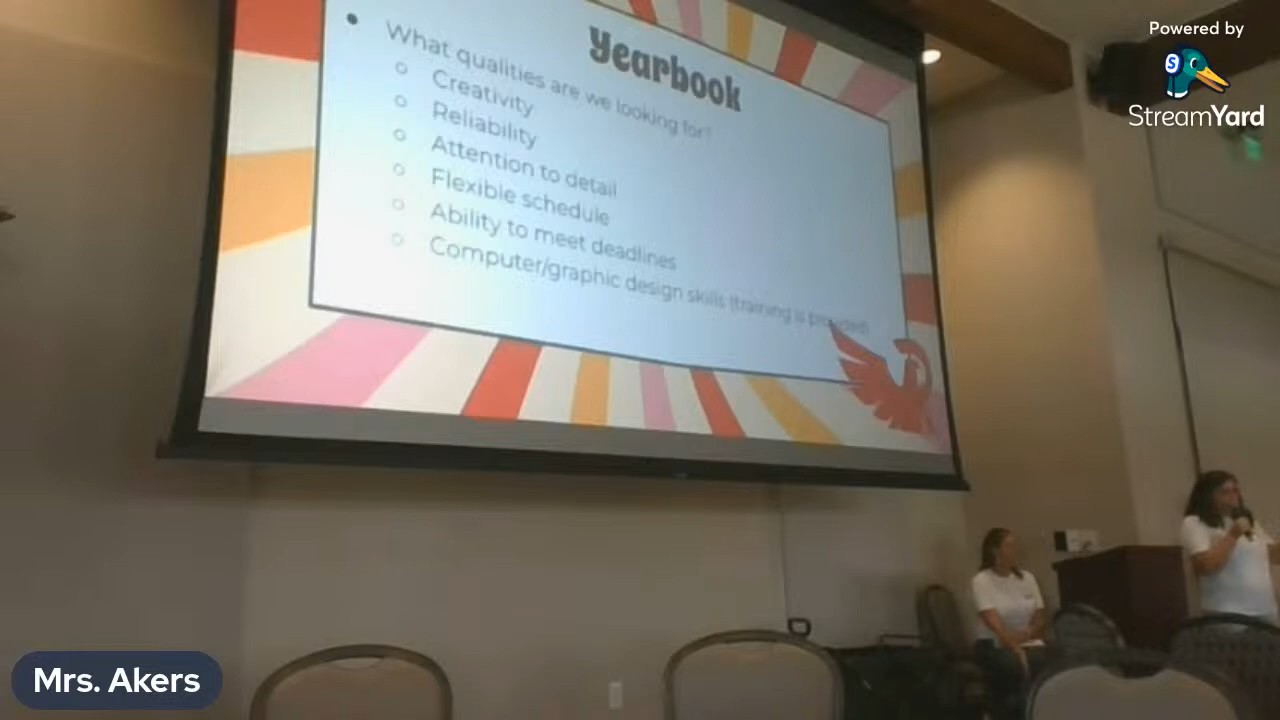 Powered by
StreamYard
Yearbook
What qualities are we looking for?
Creativity
Reliability
Attention to detail
Flexible schedule
Ability to meet deadlines
Computer/graphic design skills (training is provided)
Mrs. Akers